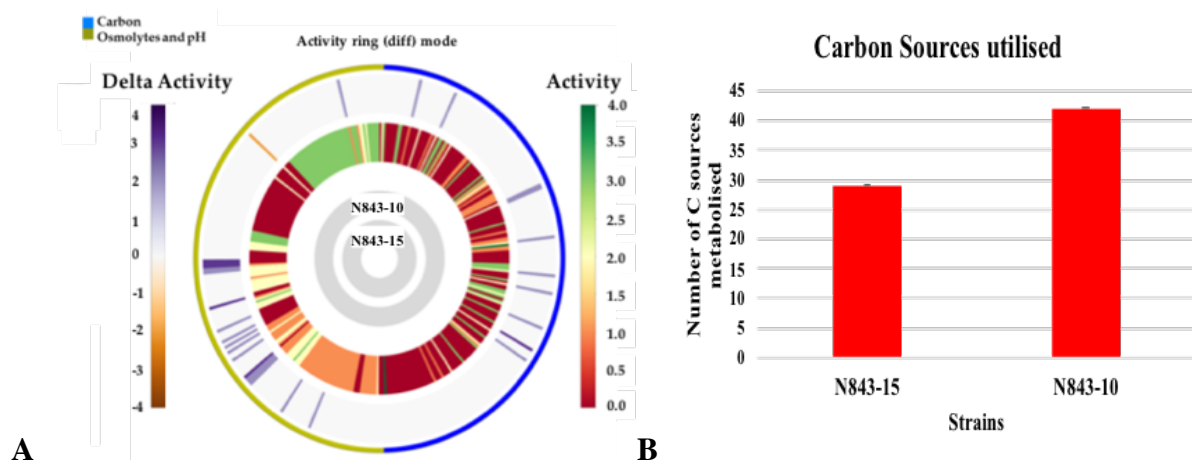 Carbon
Osmolytes and pH
Activity ring (diff) mode
Delta Activity
4
3
2
1
0
-1
-2
-3
-4
N843-10
N843-15
Activity
4.0
3.5
3.0
2.5
2.0
1.5
1.0
0.5
0.0
A
Carbon Sources utilised
Number of C sources
metabolised
45
40
35
30
25
20
15
10
5
0
N843-15 N843-10
Strains
B